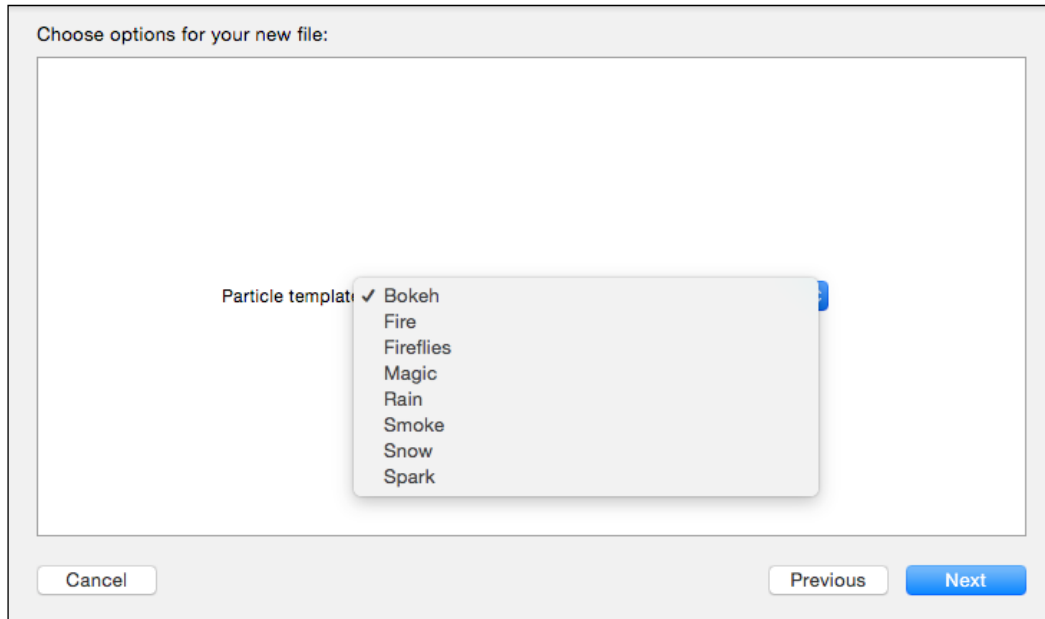 Choose options for your new file:
Particle templat ✓ Bokeh
Fire
Fireflies
Magic
Rain
Smoke
Snow
Spark
Cancel Previous Next